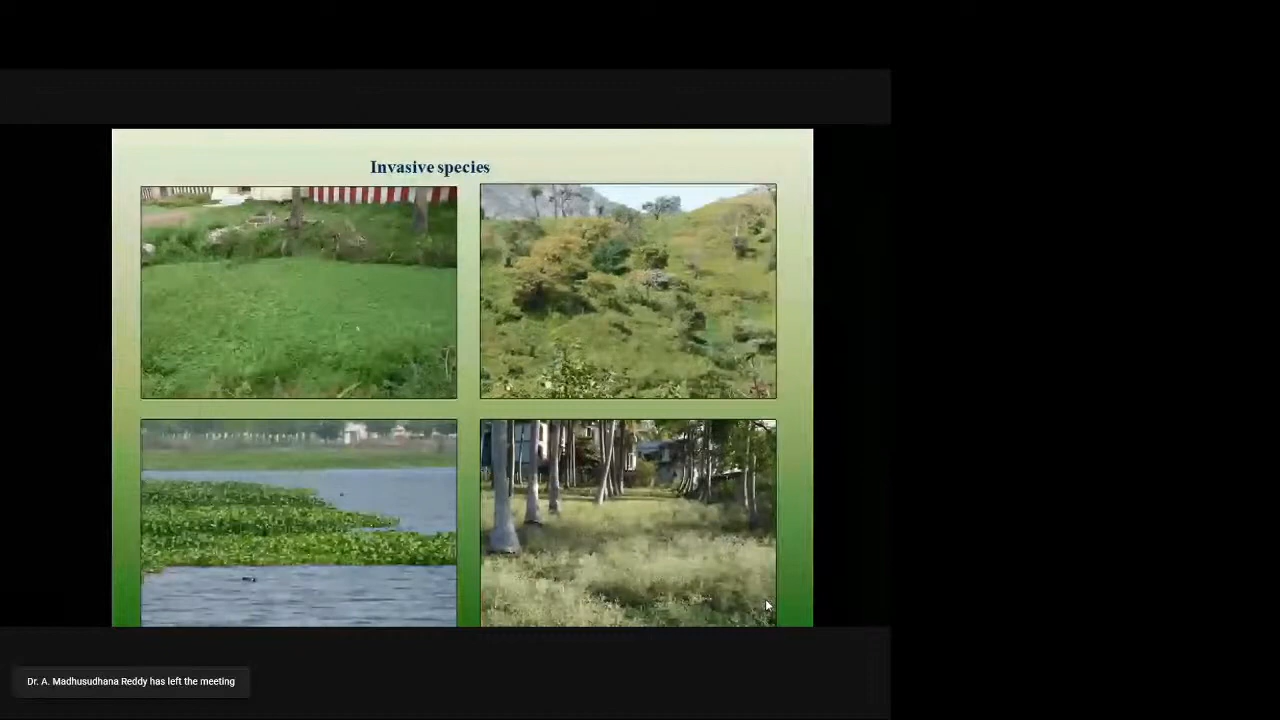 Invasive species
Dr. A. Madhusudhana Reddy has left the meeting